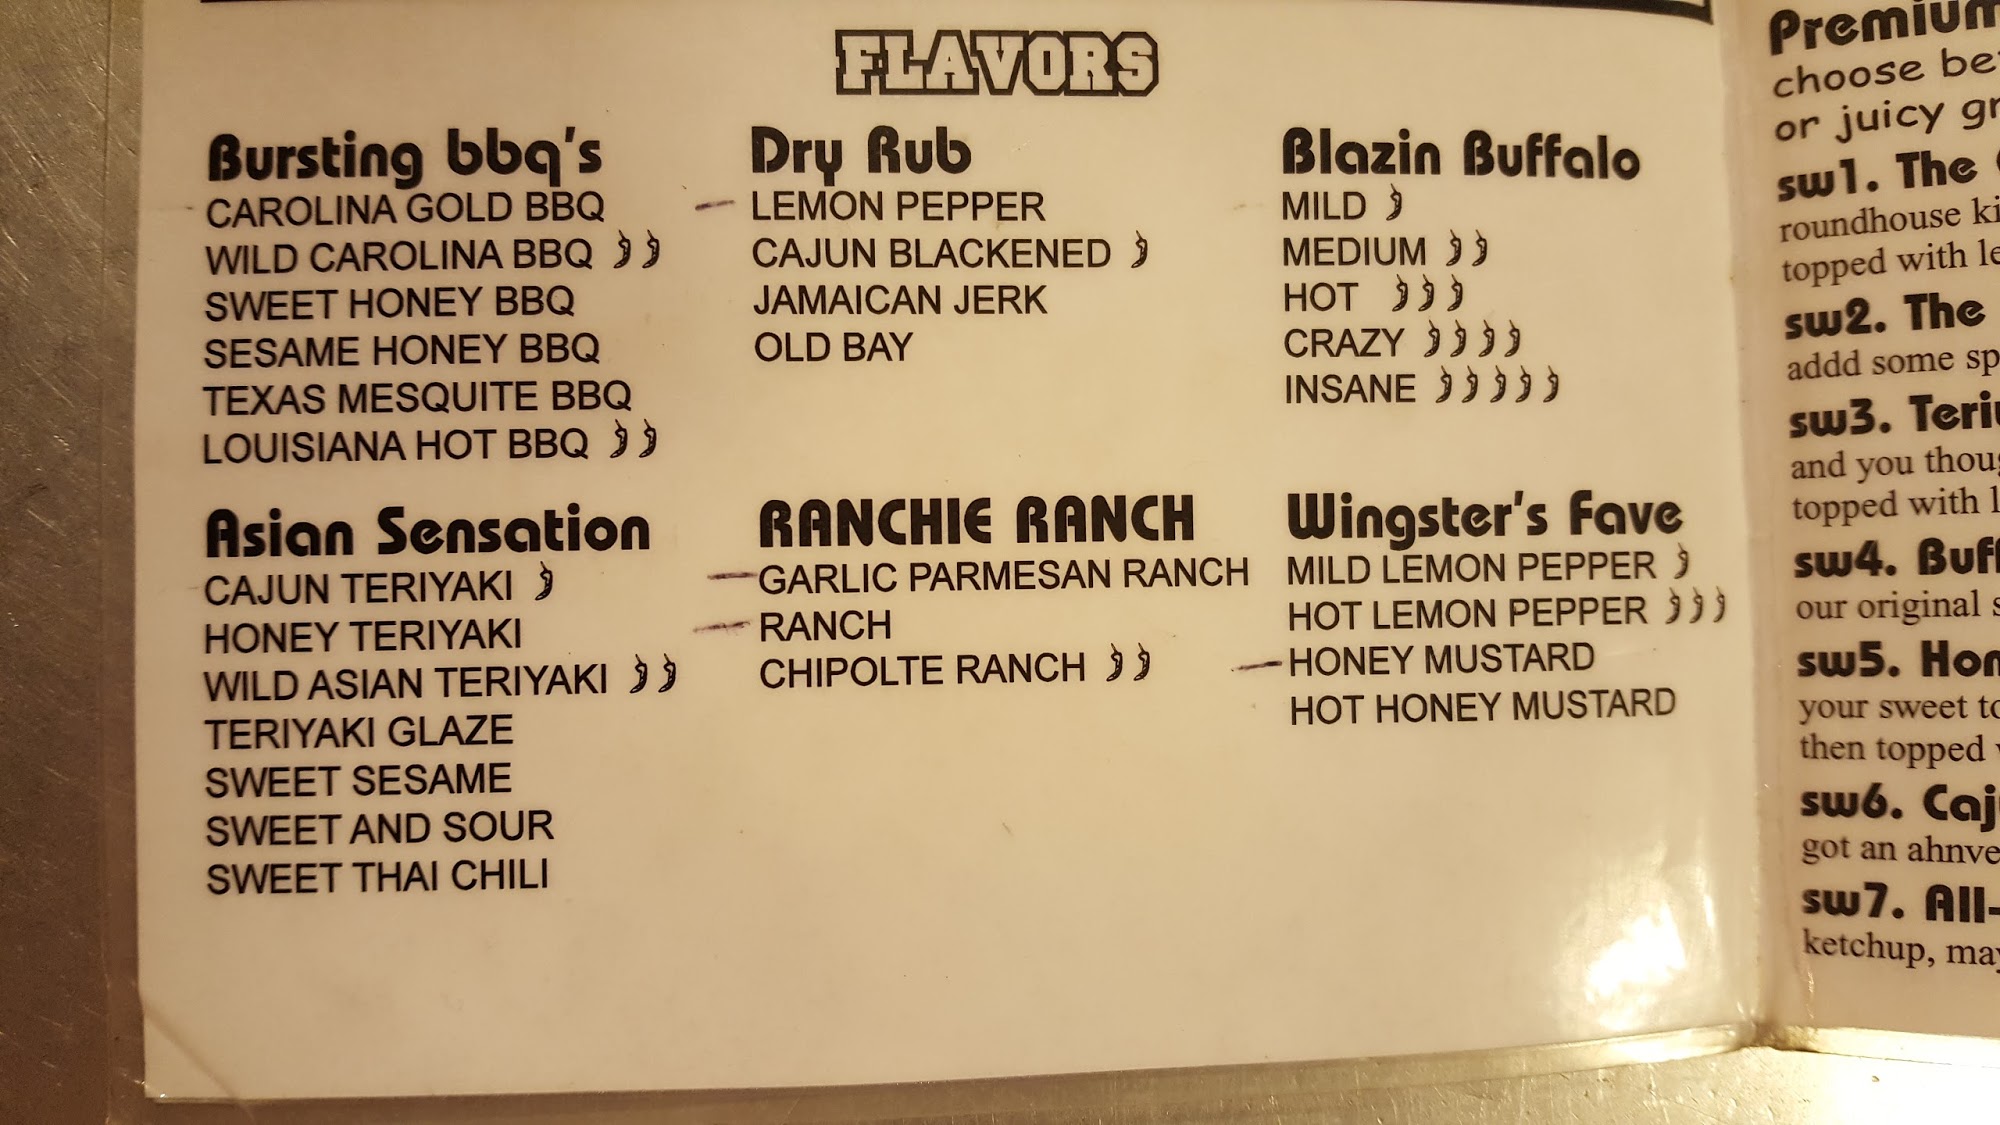 FLAVORS
Bursting bbq's
CAROLINA GOLD BBQ
WILD CAROLINA BBQ
SWEET HONEY BBQ
SESAME HONEY BBQ
TEXAS MESQUITE BBQ
LOUISIANA HOT BBQ
Dry Rub
LEMON PEPPER
CAJUN BLACKENED
JAMAICAN JERK
OLD BAY
Blazin Buffalo
MILD
MEDIUM
HOT
CRAZY
INSANE
Asian Sensation
CAJUN TERIYAKI
HONEY TERIYAKI
WILD ASIAN TERIYAKI
TERIYAKI GLAZE
SWEET SESAME
SWEET AND SOUR
SWEET THAI CHILI
RANCHIE RANCH
GARLIC PARMESAN RANCH
RANCH
CHIPOLTE RANCH
Wingster's Fave
MILD LEMON PEPPER
HOT LEMON PEPPER
HONEY MUSTARD
HOT HONEY MUSTARD
Premium
choose
or juicy
sw1. The
roundhouse
topped with
sw2. The
addd some
sw3.
and you
topped with
sw4.
our original
sw5.
your sweet
then topped
sw6.
got an
sw7. All-
ketchup,